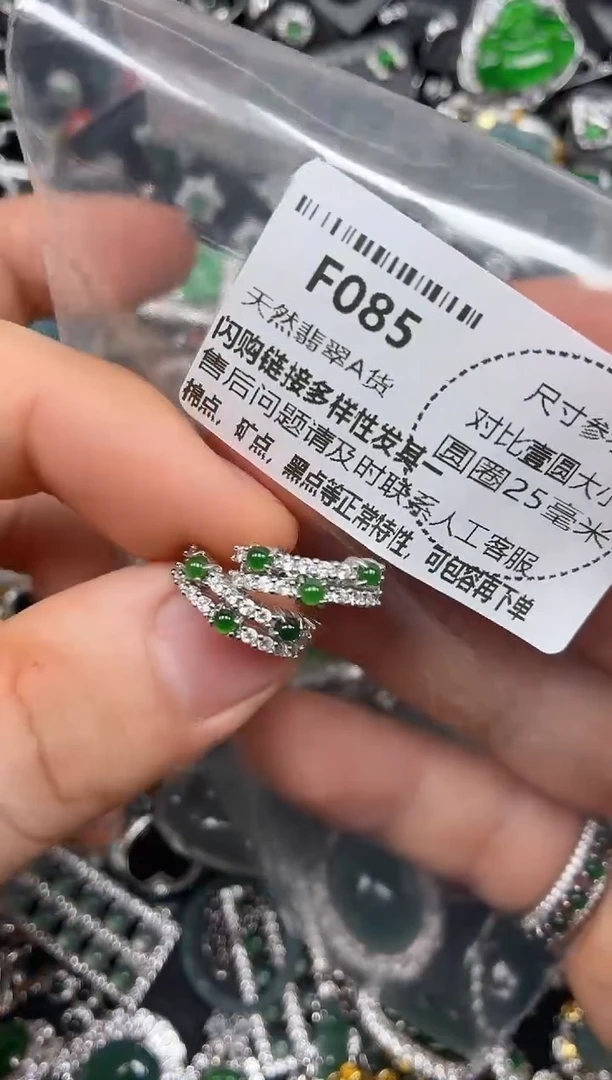 F085
天然翡翠A货
闪购链接多样性发其一
售后问题请及时联系人工客服
棉点，矿点，黑点等正常特性，可包容再下单
尺寸参
对比壹圆大小
圆圈25毫米